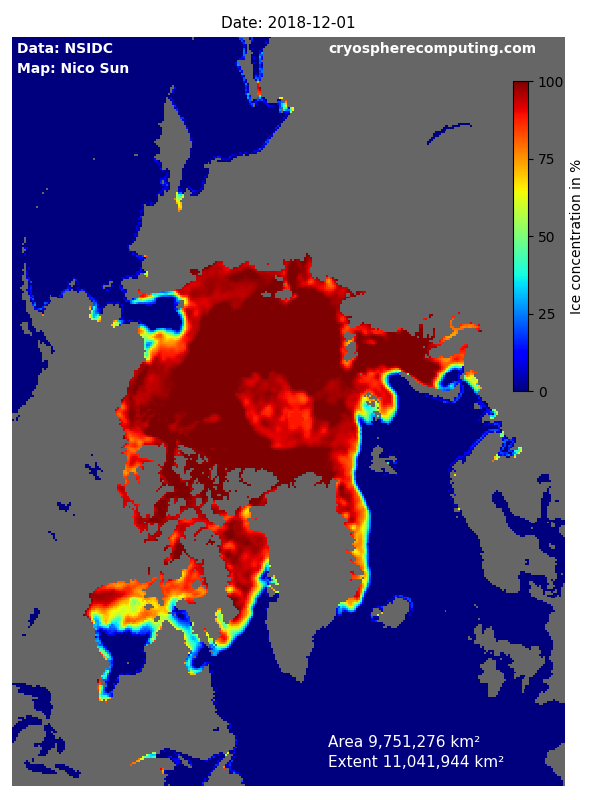 Date: 2018-12-01
Data: NSIDC
Map: Nico Sun
cryospherecomputing.com
100
75
50
25
0
Ice concentration in %
Area 9,751,276 km²
Extent 11,041,944 km²